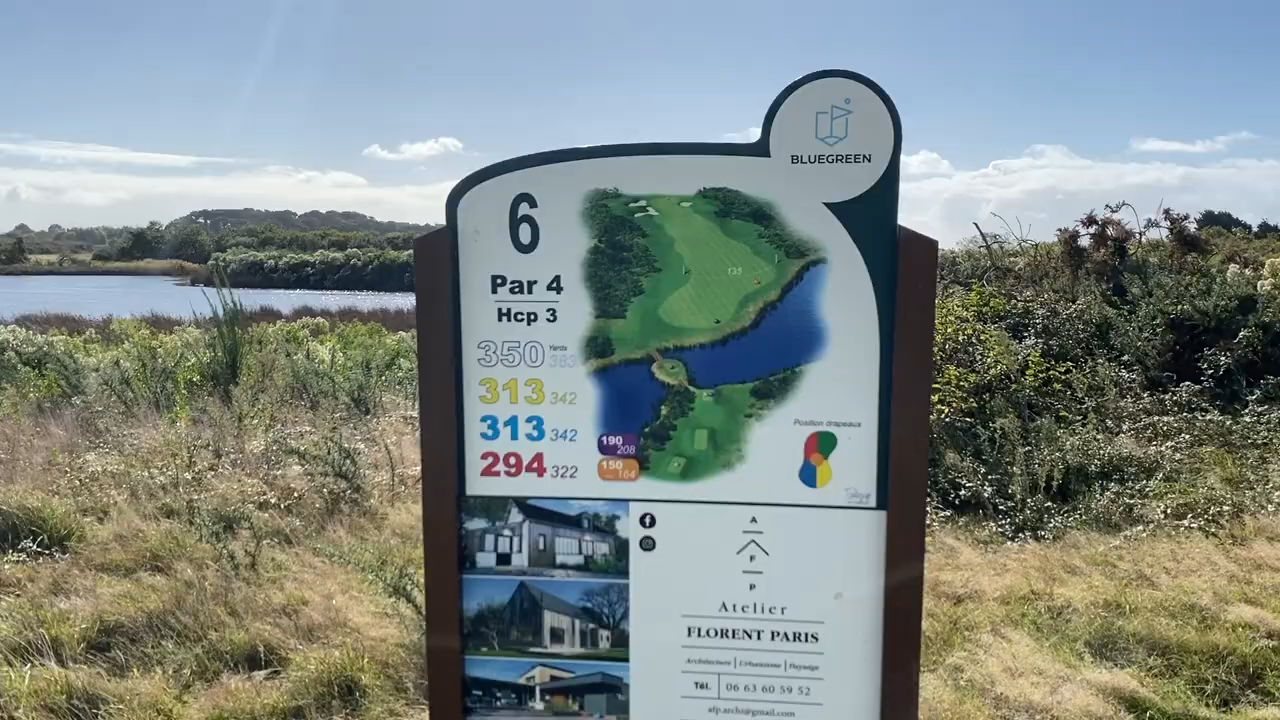 BLUEGREEN
6
Par 4
Hcp 3
350 Yards 383
313 342
313 342
294 322
135
190 208
150 164
Position drapeaux
A
F
P
Atelier
FLORENT PARIS
Architecture | Urbanisme | Paysage
Tél. 06 63 60 59 52
afp.archi@gmail.com